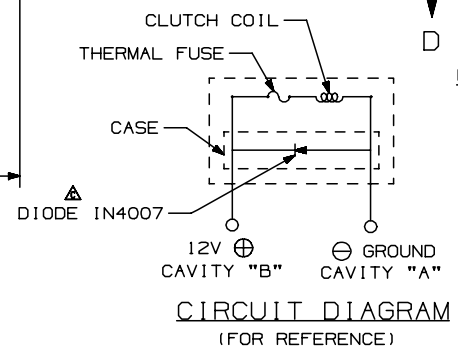 CLUTCH COIL
D
THERMAL FUSE
CASE
C
DIODE IN4007
12V ⊕
⊖ GROUND
CAVITY "B"
CAVITY "A"
CIRCUIT DIAGRAM
(FOR REFERENCE)